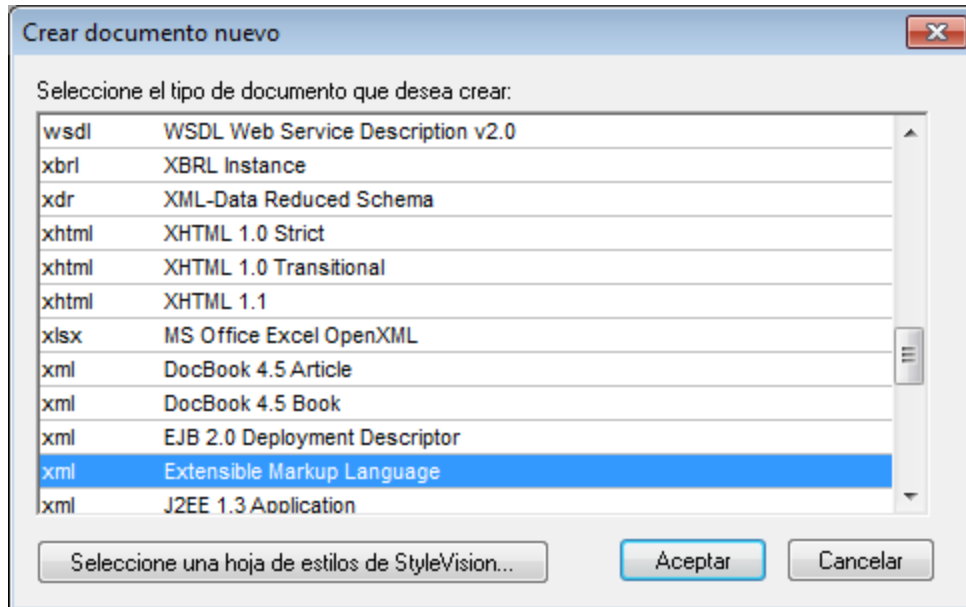 Crear documento nuevo
Seleccione el tipo de documento que desea crear:
wsdl WSDL Web Service Description v2.0
xbrl XBRL Instance
xdr XML-Data Reduced Schema
xhtml XHTML 1.0 Strict
xhtml XHTML 1.0 Transitional
xhtml XHTML 1.1
xlsx MS Office Excel OpenXML
xml DocBook 4.5 Article
xml DocBook 4.5 Book
xml EJB 2.0 Deployment Descriptor
xml Extensible Markup Language
xml J2EE 1.3 Application
Seleccione una hoja de estilos de StyleVision... Aceptar Cancelar